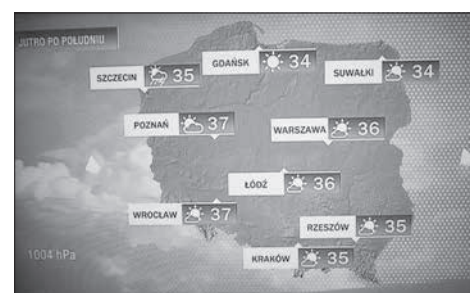 JUTRO PO POŁUDNIU
GDAŃSK 34
SZCZECIN 35
SUWAŁKI 34
POZNAŃ 37
WARSZAWA 36
ŁÓDŹ 36
WROCŁAW 37
RZESZÓW 35
KRAKÓW 35
1004 hPa